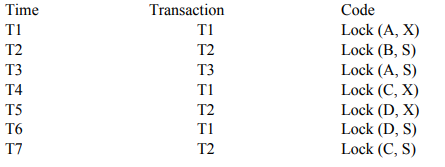 Time Transaction Code
T1 T1 Lock (A, X)
T2 T2 Lock (B, S)
T3 T3 Lock (A, S)
T4 T1 Lock (C, X)
T5 T2 Lock (D, X)
T6 T1 Lock (D, S)
T7 T2 Lock (C, S)